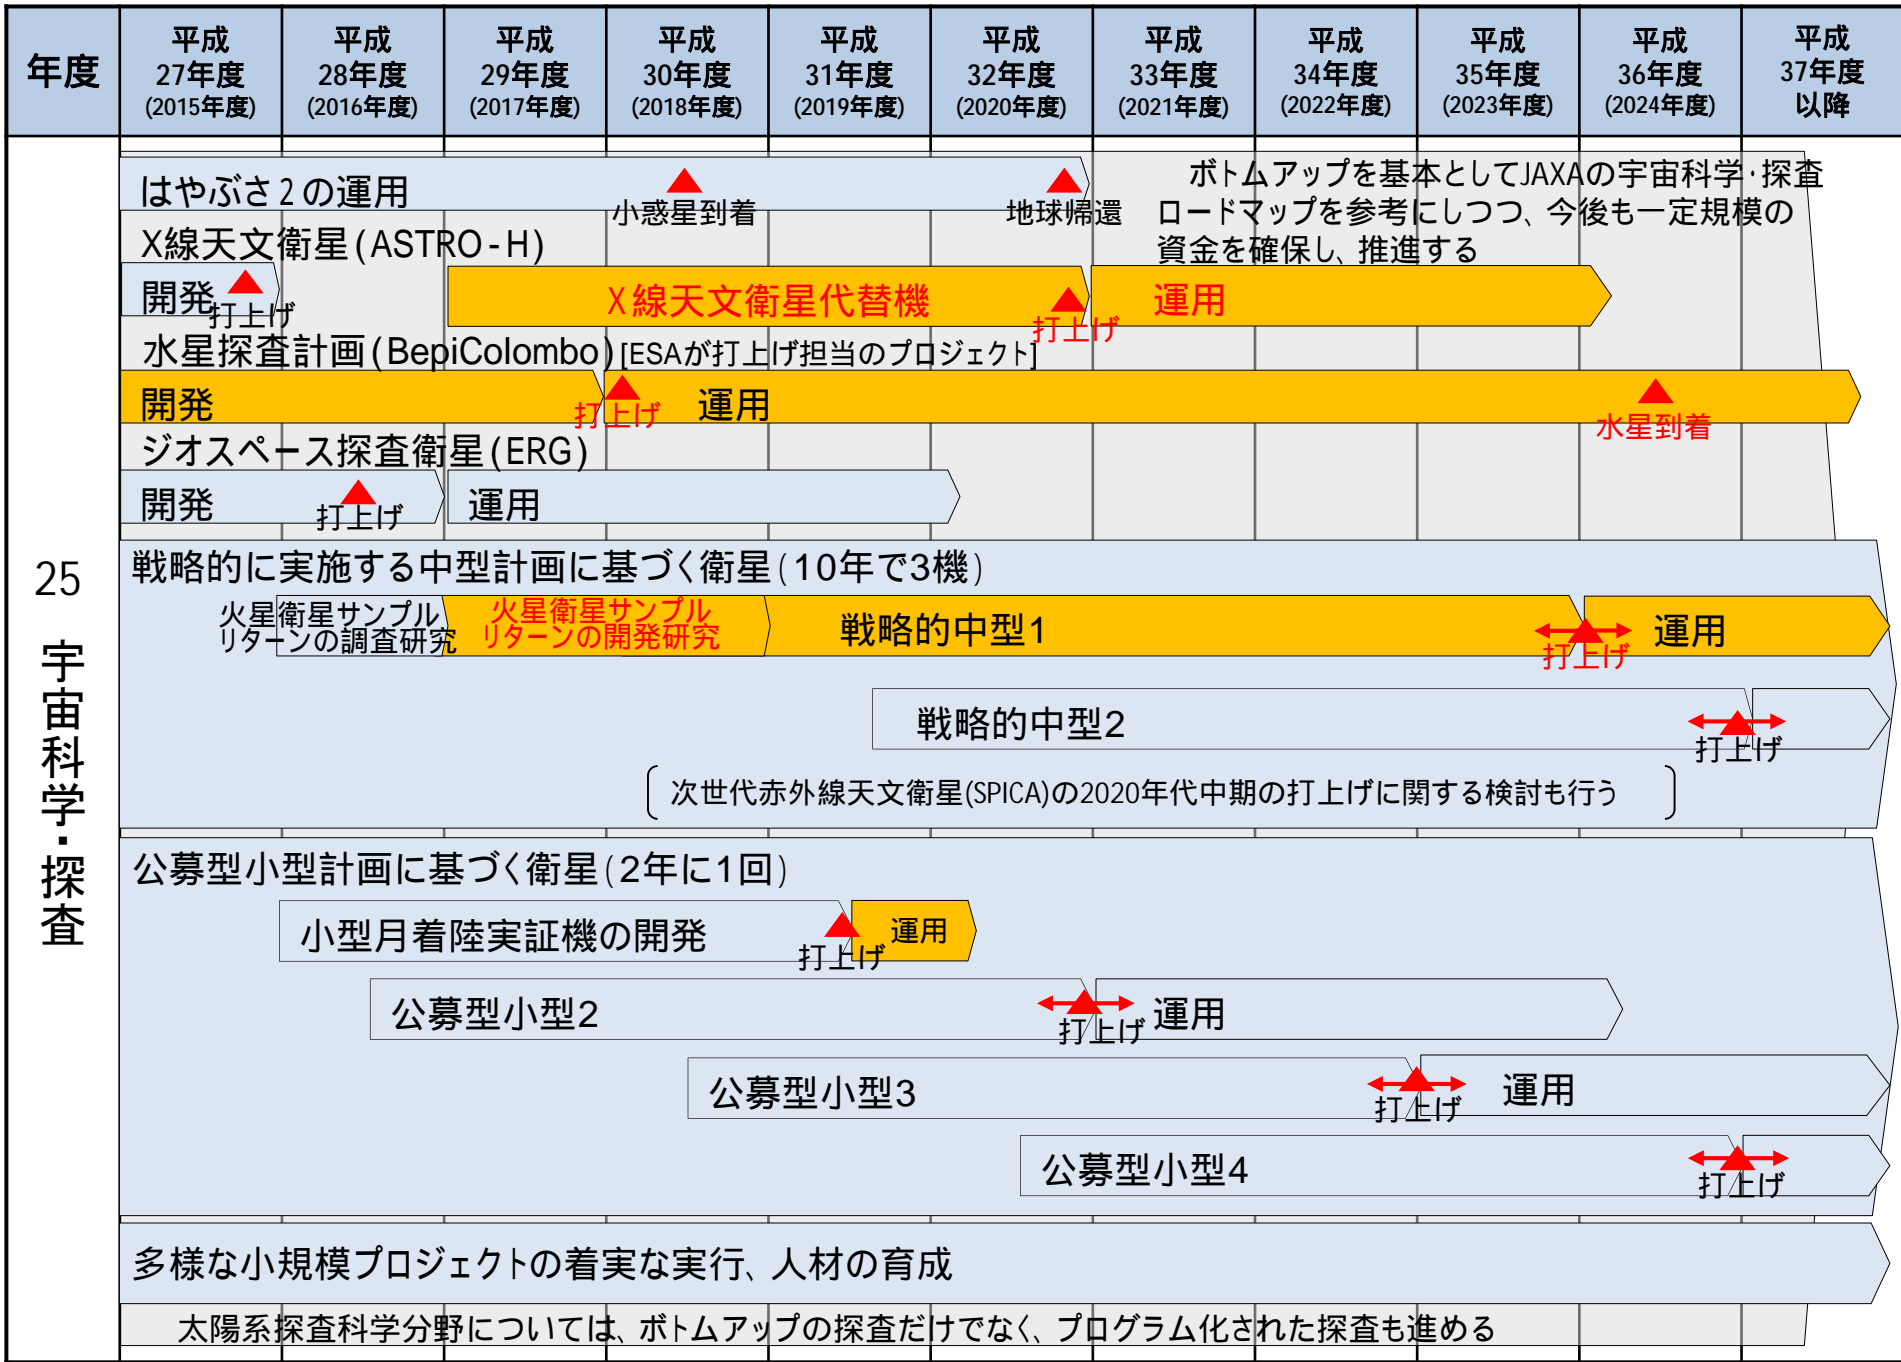 年度
平成
27年度
(2015年度)
平成
28年度
(2016年度)
平成
29年度
(2017年度)
平成
30年度
(2018年度)
平成
31年度
(2019年度)
平成
32年度
(2020年度)
平成
33年度
(2021年度)
平成
34年度
(2022年度)
平成
35年度
(2023年度)
平成
36年度
(2024年度)
平成
37年度
以降
25 宇宙科学・探査
はやぶさ2の運用
小惑星到着
地球帰還
ボトムアップを基本としてJAXAの宇宙科学・探査
ロードマップを参考にしつつ、今後も一定規模の
資金を確保し、推進する
X線天文衛星(ASTRO-H)
開発
打上げ
X線天文衛星代替機
打上げ
運用
水星探査計画(BepiColombo)[ESAが打上げ担当のプロジェクト]
開発
打上げ
運用
水星到着
ジオスペース探査衛星(ERG)
開発
打上げ
運用
戦略的に実施する中型計画に基づく衛星(10年で3機)
火星衛星サンプル
リターンの調査研究
火星衛星サンプル
リターンの開発研究
戦略的中型1
打上げ
運用
戦略的中型2
打上げ
次世代赤外線天文衛星(SPICA)の2020年代中期の打上げに関する検討も行う
公募型小型計画に基づく衛星(2年に1回)
小型月着陸実証機の開発
打上げ
運用
公募型小型2
打上げ
運用
公募型小型3
打上げ
運用
公募型小型4
打上げ
多様な小規模プロジェクトの着実な実行、人材の育成
太陽系探査科学分野については、ボトムアップの探査だけでなく、プログラム化された探査も進める